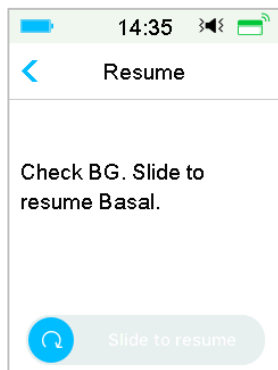 14:35
Resume
Check BG. Slide to
resume Basal.
Slide to resume